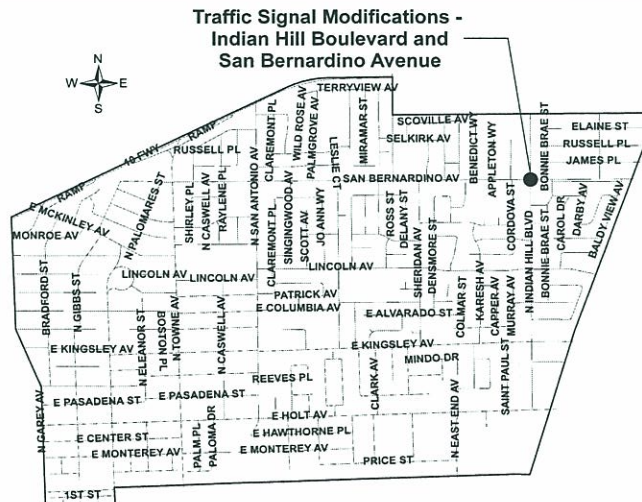 Traffic Signal Modifications -
Indian Hill Boulevard and
San Bernardino Avenue
N
W E
S
TERRYVIEW AV
SCOVILLE AV
ELAINE ST
SELKIRK AV
RUSSELL PL
RUSSELL PL
JAMES PL
RAMP
10 FWY
RAMP
SAN BERNARDINO AV
CLAREMONT PL
WILD ROSE AV
PALMGROVE AV
LESLIE CT
MIRAMAR ST
BENEDICT WY
APPLETON WY
BONNIE BRAE ST
E MCKINLEY AV
MONROE AV
N PALOMARES ST
SHIRLEY PL
N CASWELL AV
RAYLENE PL
N SAN ANTONIO AV
CLAREMONT PL
SINGINGWOOD AV
SCOTT AV
JO ANN WY
ROSS ST
DELANY ST
SHERIDAN AV
DENSMORE ST
CORDOVA ST
N INDIAN HILL BLVD
BONNIE BRAE ST
CAROL DR
DARBY AV
BALDY VIEW AV
LINCOLN AV
LINCOLN AV
LINCOLN AV
PATRICK AV
E COLUMBIA AV
E ALVARADO ST
BRADFORD ST
N GIBBS ST
N ELEANOR ST
BOSTON PL
N TOWNE AV
N CASWELL AV
COLMAR ST
KARESH AV
CAPPER AV
MURRAY AV
E KINGSLEY AV
E KINGSLEY AV
MINDO DR
REEVES PL
CLARK AV
SAINT PAUL ST
N GAREY AV
E PASADENA ST
E PASADENA ST
E HOLT AV
N EAST END AV
E CENTER ST
E HAWTHORNE PL
E MONTEREY AV
PALM PL
PALOMA DR
E MONTEREY AV
PRICE ST
1ST ST